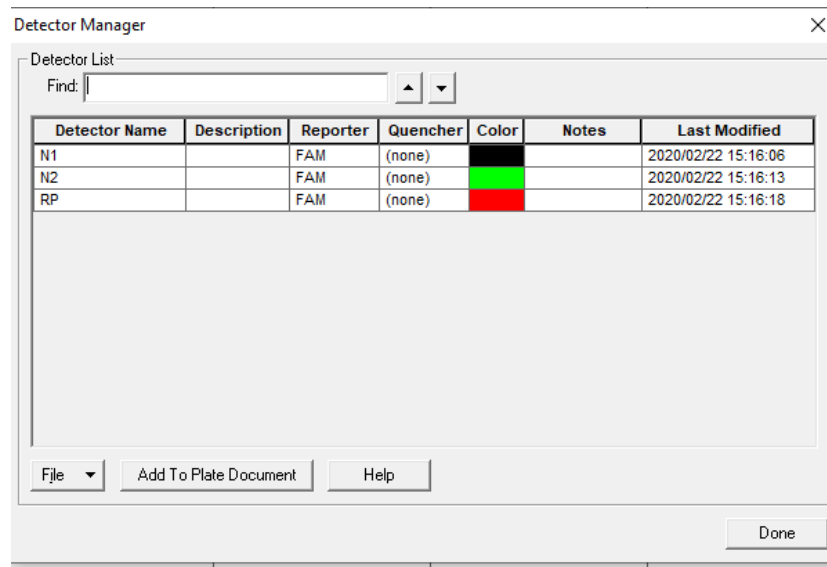 Detector Manager
Detector List
Find:
Detector Name Description Reporter Quencher Color Notes Last Modified
N1 FAM (none) 2020/02/22 15:16:06
N2 FAM (none) 2020/02/22 15:16:13
RP FAM (none) 2020/02/22 15:16:18
File Add To Plate Document Help
Done